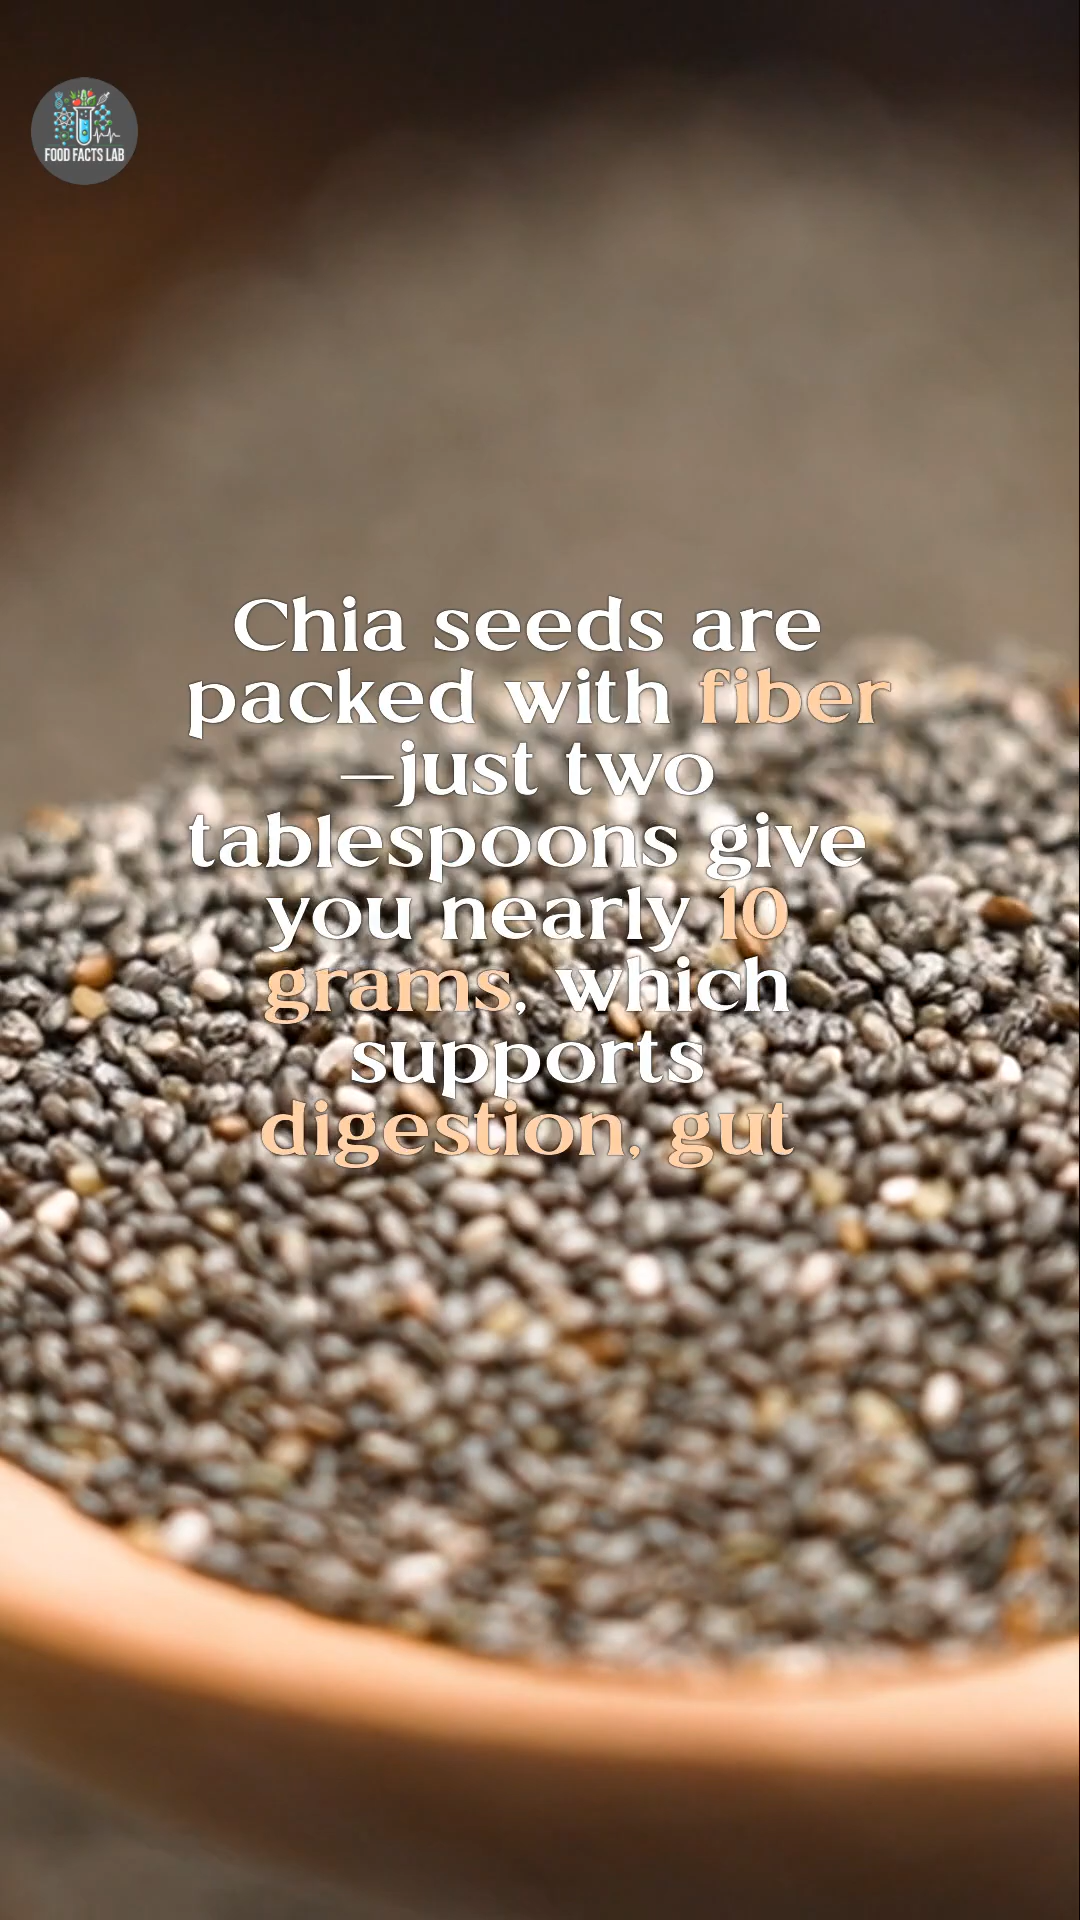 FOOD FACTS LAB
Chia seeds are
packed with fiber
—just two
tablespoons give
you nearly 10
grams, which
supports
digestion, gut